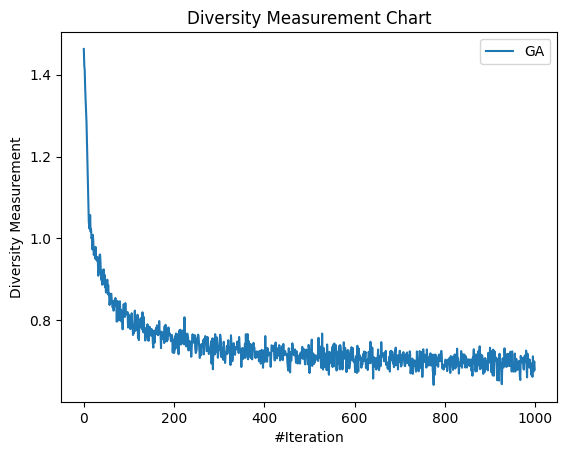 Diversity Measurement Chart
GA
Diversity Measurement
1.4
1.2
1.0
0.8
0 200 400 600 800 1000
#Iteration